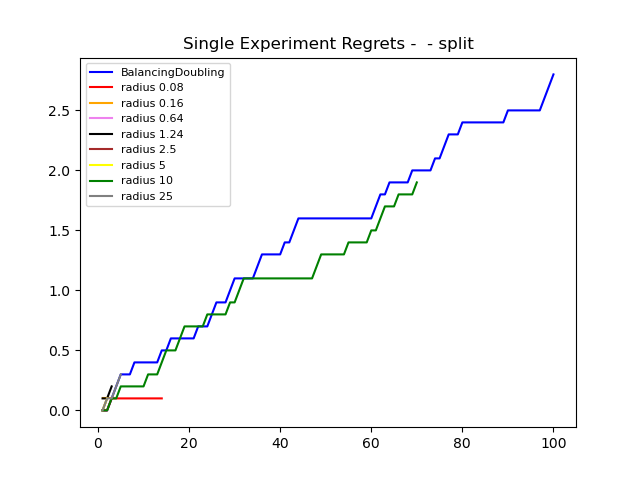 Single Experiment Regrets -  - split
BalancingDoubling
radius 0.08
radius 0.16
radius 0.64
radius 1.24
radius 2.5
radius 5
radius 10
radius 25
2.5
2.0
1.5
1.0
0.5
0.0
0 20 40 60 80 100